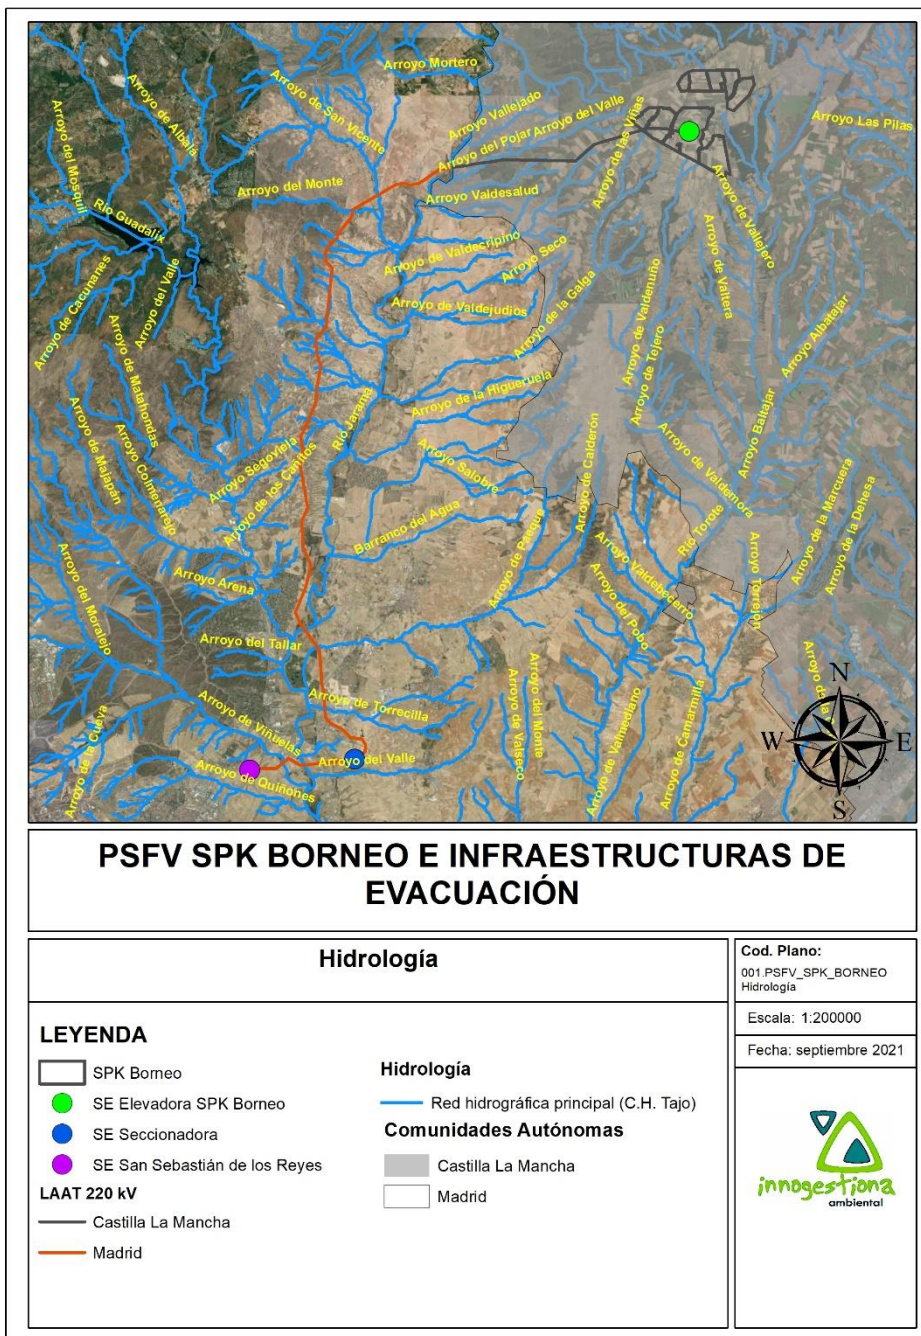 Arroyo Mortero
Arroyo de San Vicente
Arroyo de Albalá
Arroyo del Mosquil
Arroyo Vallejado
Arroyo del Pojar
Arroyo del Valle
Arroyo de las Viñas
Arroyo Las Pilas
Arroyo del Monte
Arroyo Valdesalud
Río Guadalix
Arroyo de Valdecripino
Arroyo Seco
Arroyo de Vallejero
Arroyo de Valtera
Arroyo de Cacunanes
Arroyo del Valle
Arroyo de Valdejudíos
Arroyo de la Galga
Arroyo de Valdenuño
Arroyo de Tejero
Arroyo Albatajar
Arroyo de Matahondas
Arroyo de Majapán
Arroyo Colmenarejo
Arroyo Segoviela
Arroyo de los Cañitos
Río Jarama
Arroyo de la Higueruela
Arroyo Salobre
Arroyo de Calderón
Arroyo de Valdemora
Arroyo Baltajar
Arroyo de la Marcuera
Arroyo de la Dehesa
Barranco del Agua
Arroyo de Paeque
Río Torote
Arroyo Valdebecerro
Arroyo del Pobo
Arroyo Torrejón
Arroyo del Moralejo
Arroyo Arena
Arroyo del Tallar
Arroyo de Torrecilla
Arroyo de Viñuelas
Arroyo de la Cueva
Arroyo de Quiñones
Arroyo del Valle
Arroyo de Valseco
Arroyo del Monte
Arroyo de Valmediano
Arroyo de Camarmilla
N
W
E
S
PSFV SPK BORNEO E INFRAESTRUCTURAS DE
EVACUACIÓN
Hidrología
LEYENDA
SPK Borneo
SE Elevadora SPK Borneo
SE Seccionadora
SE San Sebastián de los Reyes
LAAT 220 kV
Castilla La Mancha
Madrid
Hidrología
Red hidrográfica principal (C.H. Tajo)
Comunidades Autónomas
Castilla La Mancha
Madrid
Cod. Plano:
001.PSFV_SPK_BORNEO
Hidrología
Escala: 1:200000
Fecha: septiembre 2021
innogestiona
ambiental